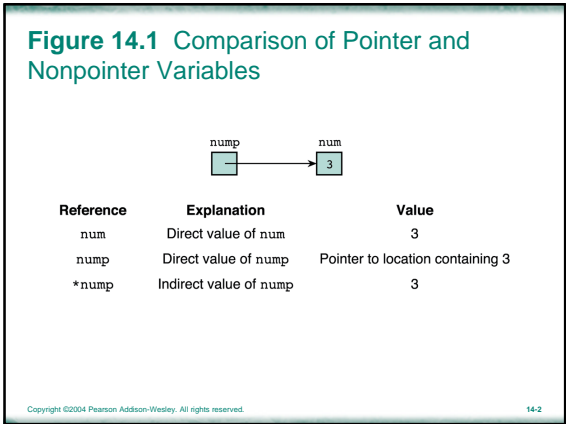 Figure 14.1 Comparison of Pointer and
Nonpointer Variables
nump num
3
Reference Explanation Value
num Direct value of num 3
nump Direct value of nump Pointer to location containing 3
*nump Indirect value of nump 3
Copyright ©2004 Pearson Addison-Wesley. All rights reserved. 14-2